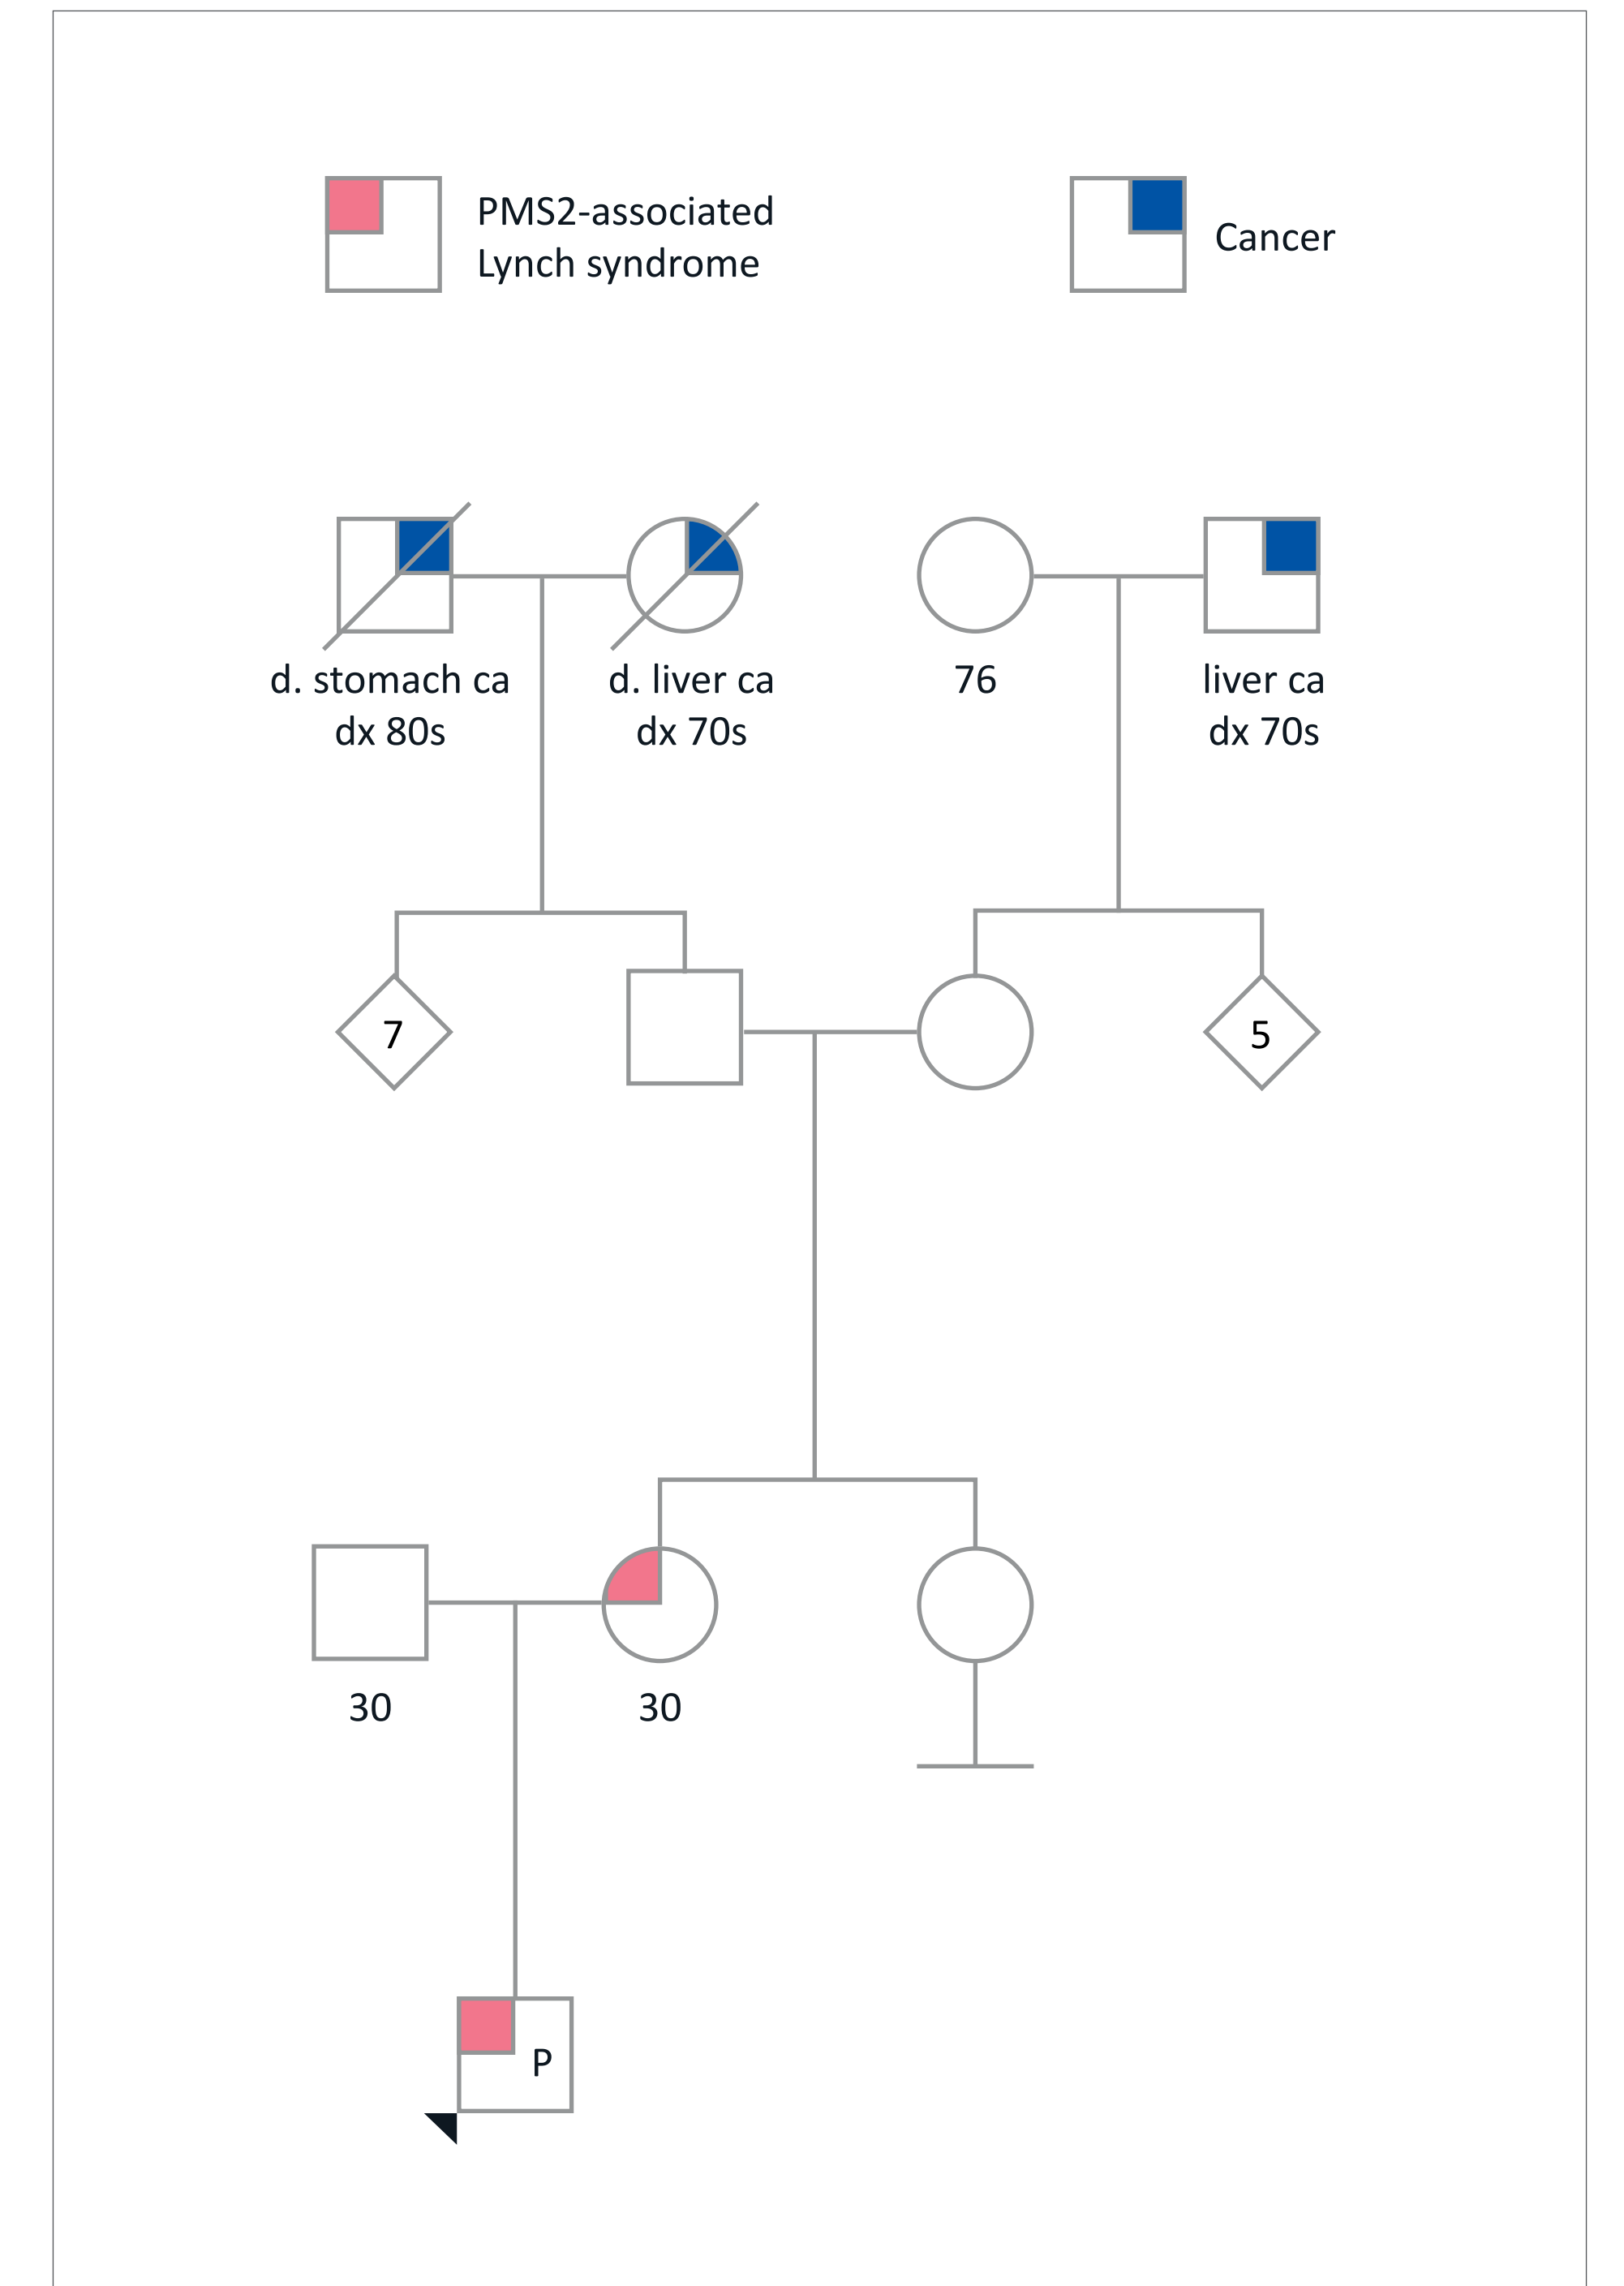 PMS2-associated
Lynch syndrome
Cancer
d. stomach ca
dx 80s
d. liver ca
dx 70s
76
liver ca
dx 70s
7
5
30
30
P